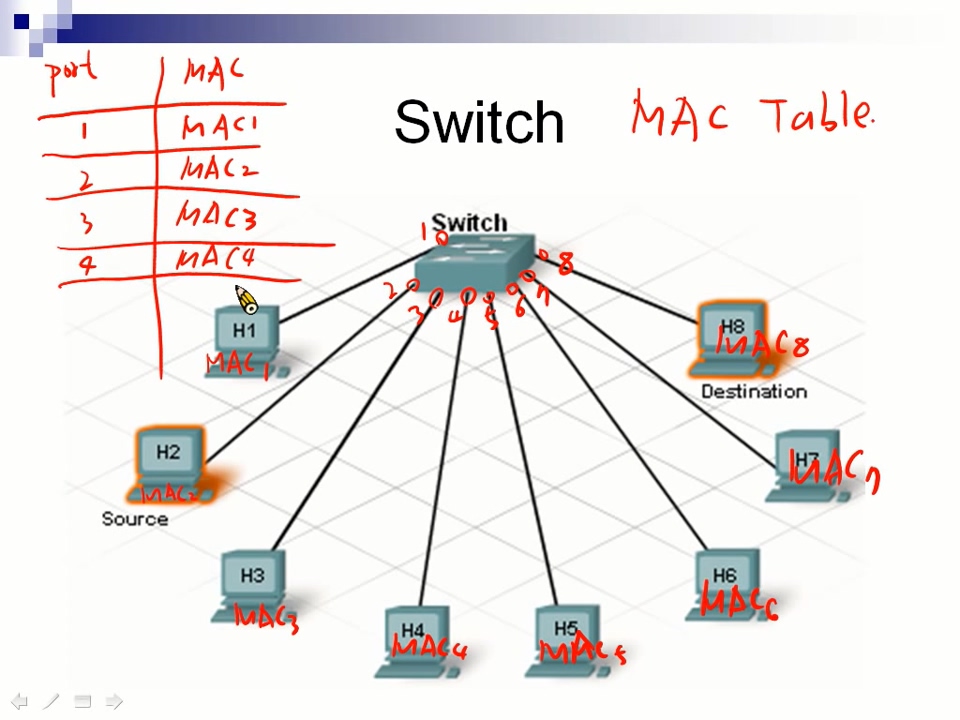 port MAC
1 MAC1
2 MAC2
3 MAC3
4 MAC4
Switch
MAC Table.
Switch
1
2
3
4
5
6
7
8
H1
MAC1
H2
MAC2
Source
H3
MAC3
H4
MAC4
H5
MAC5
H6
MAC6
H7
MAC7
H8
MAC8
Destination